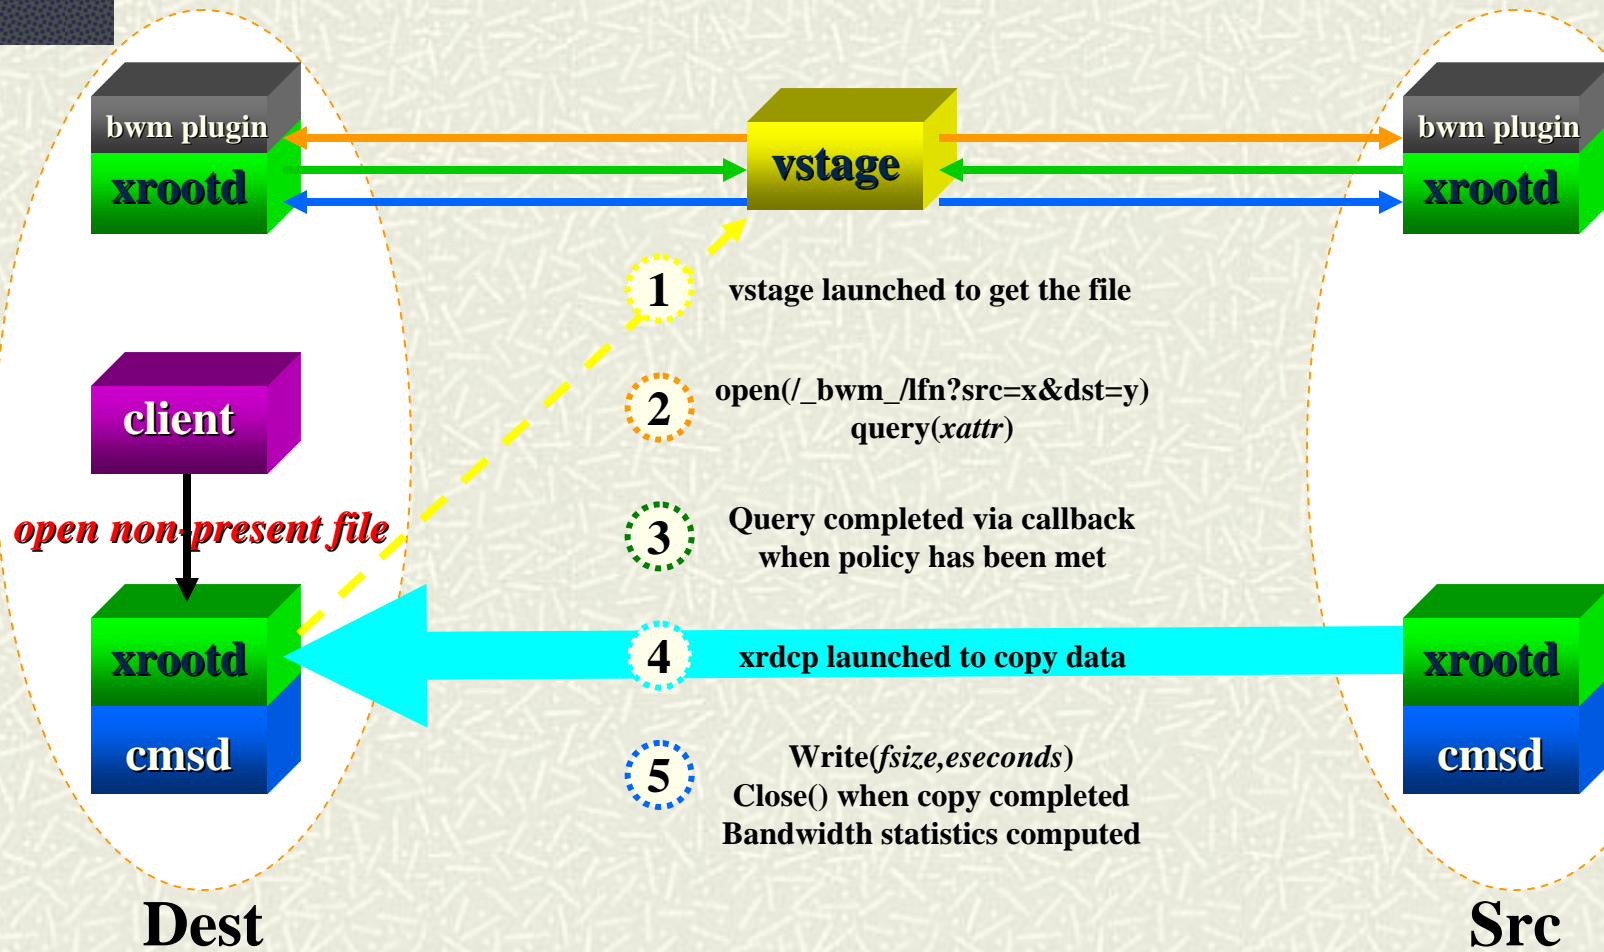 bwm plugin
xrootd
vstage
bwm plugin
xrootd
1 vstage launched to get the file
client
2 open(/_bwm_/lfn?src=x&dst=y)
query(xattr)
open non-present file
3 Query completed via callback
when policy has been met
xrootd
cmsd
4 xrdcp launched to copy data
xrootd
cmsd
5 Write(fsize,eseconds)
Close() when copy completed
Bandwidth statistics computed
Dest
Src